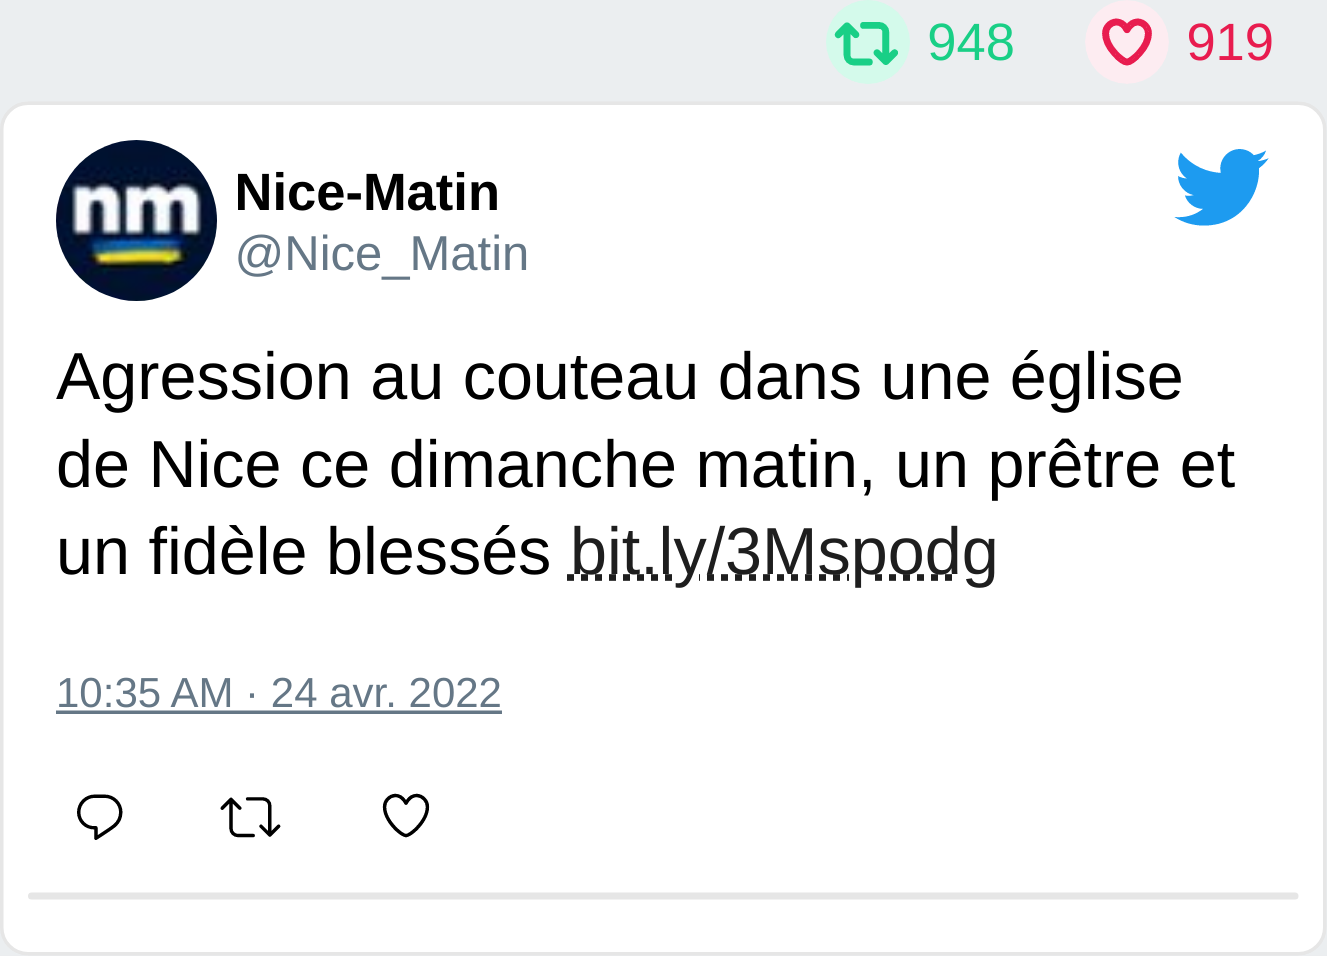 948 919
nm
Nice-Matin
@Nice_Matin
Agression au couteau dans une église
de Nice ce dimanche matin, un prêtre et
un fidèle blessés bit.ly/3Mspodg
10:35 AM · 24 avr. 2022